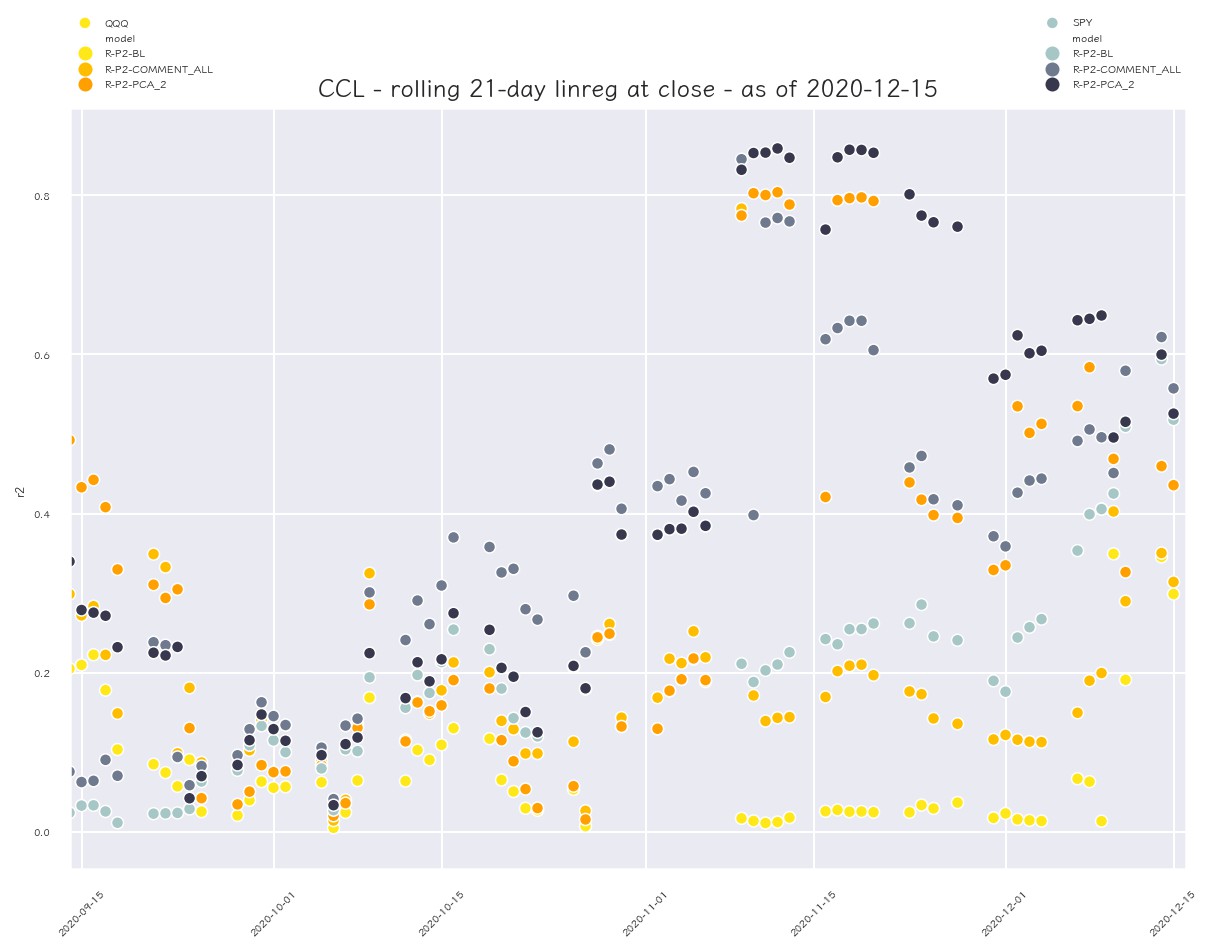 QQQ
model
R-P2-BL
R-P2-COMMENT_ALL
R-P2-PCA_2
SPY
model
R-P2-BL
R-P2-COMMENT_ALL
R-P2-PCA_2
CCL - rolling 21-day linreg at close - as of 2020-12-15
r2
0.8
0.6
0.4
0.2
0.0
2020-09-15
2020-10-01
2020-10-15
2020-11-01
2020-11-15
2020-12-01
2020-12-15